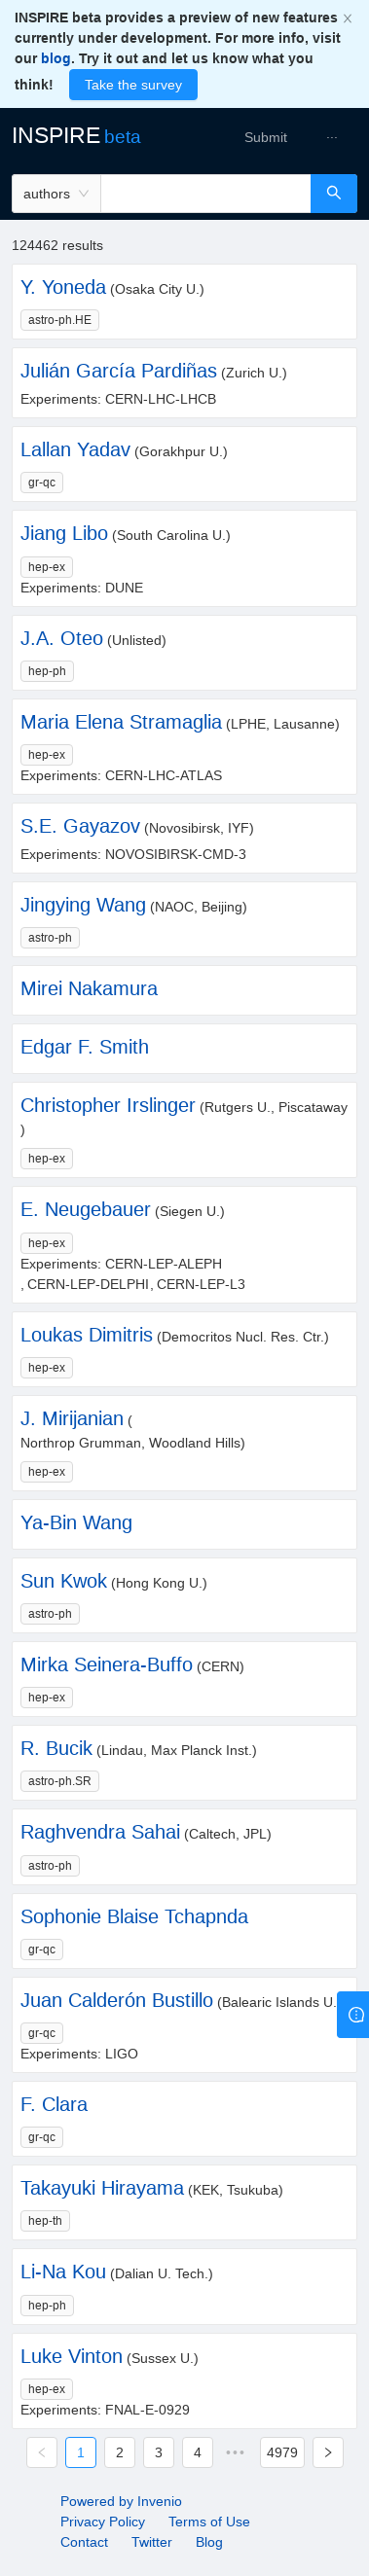 INSPIRE beta provides a preview of new features
currently under development. For more info, visit
our blog. Try it out and let us know what you
think! Take the survey
INSPIRE beta Submit ···
authors
124462 results
Y. Yoneda (Osaka City U.)
astro-ph.HE
Julián García Pardiñas (Zurich U.)
Experiments: CERN-LHC-LHCB
Lallan Yadav (Gorakhpur U.)
gr-qc
Jiang Libo (South Carolina U.)
hep-ex
Experiments: DUNE
J.A. Oteo (Unlisted)
hep-ph
Maria Elena Stramaglia (LPHE, Lausanne)
hep-ex
Experiments: CERN-LHC-ATLAS
S.E. Gayazov (Novosibirsk, IYF)
Experiments: NOVOSIBIRSK-CMD-3
Jingying Wang (NAOC, Beijing)
astro-ph
Mirei Nakamura
Edgar F. Smith
Christopher Irslinger (Rutgers U., Piscataway
)
hep-ex
E. Neugebauer (Siegen U.)
hep-ex
Experiments: CERN-LEP-ALEPH
, CERN-LEP-DELPHI, CERN-LEP-L3
Loukas Dimitris (Democritos Nucl. Res. Ctr.)
hep-ex
J. Mirijanian (
Northrop Grumman, Woodland Hills)
hep-ex
Ya-Bin Wang
Sun Kwok (Hong Kong U.)
astro-ph
Mirka Seinera-Buffo (CERN)
hep-ex
R. Bucik (Lindau, Max Planck Inst.)
astro-ph.SR
Raghvendra Sahai (Caltech, JPL)
astro-ph
Sophonie Blaise Tchapnda
gr-qc
Juan Calderón Bustillo (Balearic Islands U.
gr-qc
Experiments: LIGO
F. Clara
gr-qc
Takayuki Hirayama (KEK, Tsukuba)
hep-th
Li-Na Kou (Dalian U. Tech.)
hep-ph
Luke Vinton (Sussex U.)
hep-ex
Experiments: FNAL-E-0929
1 2 3 4 ••• 4979
Powered by Invenio
Privacy Policy Terms of Use
Contact Twitter Blog